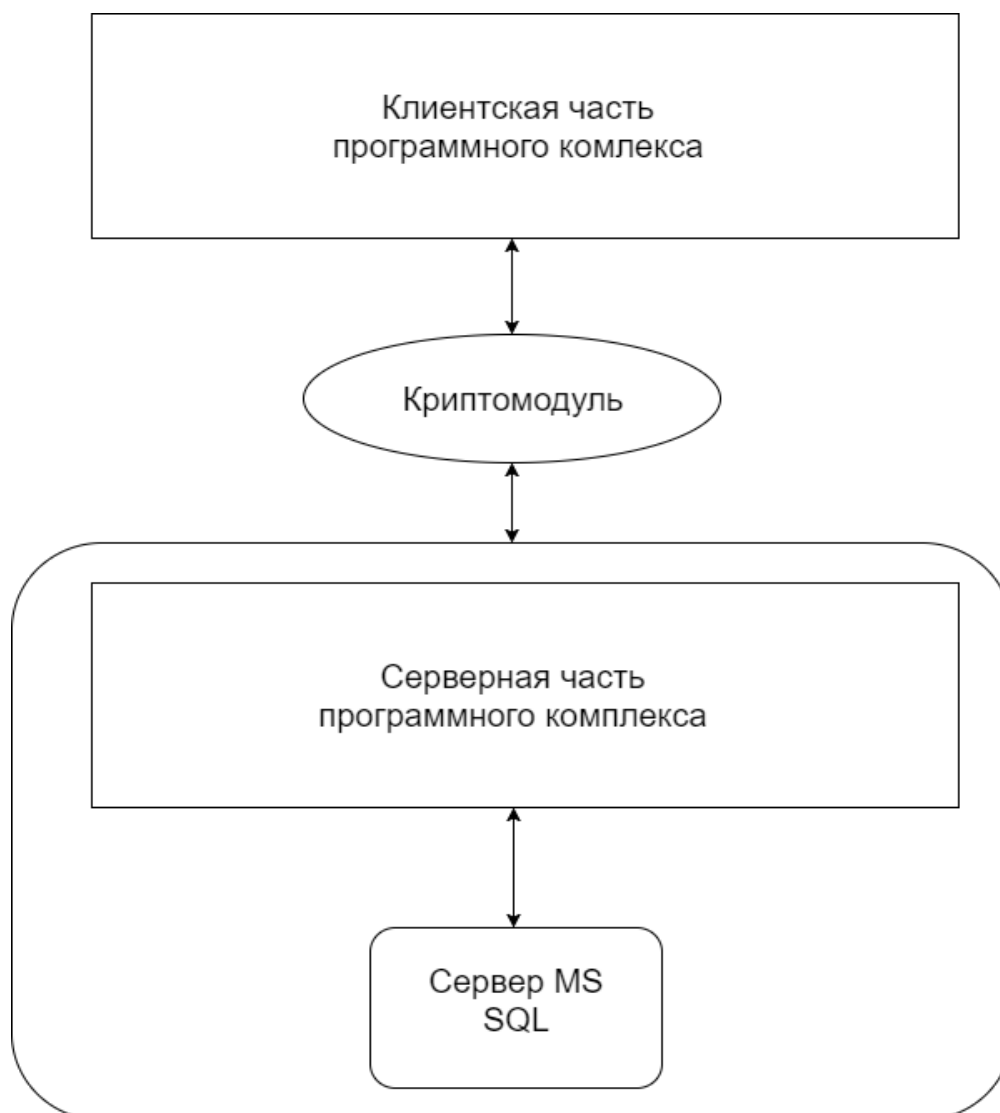 Клиентская часть
программного комлекса
Криптомодуль
Серверная часть
программного комплекса
Сервер MS
SQL